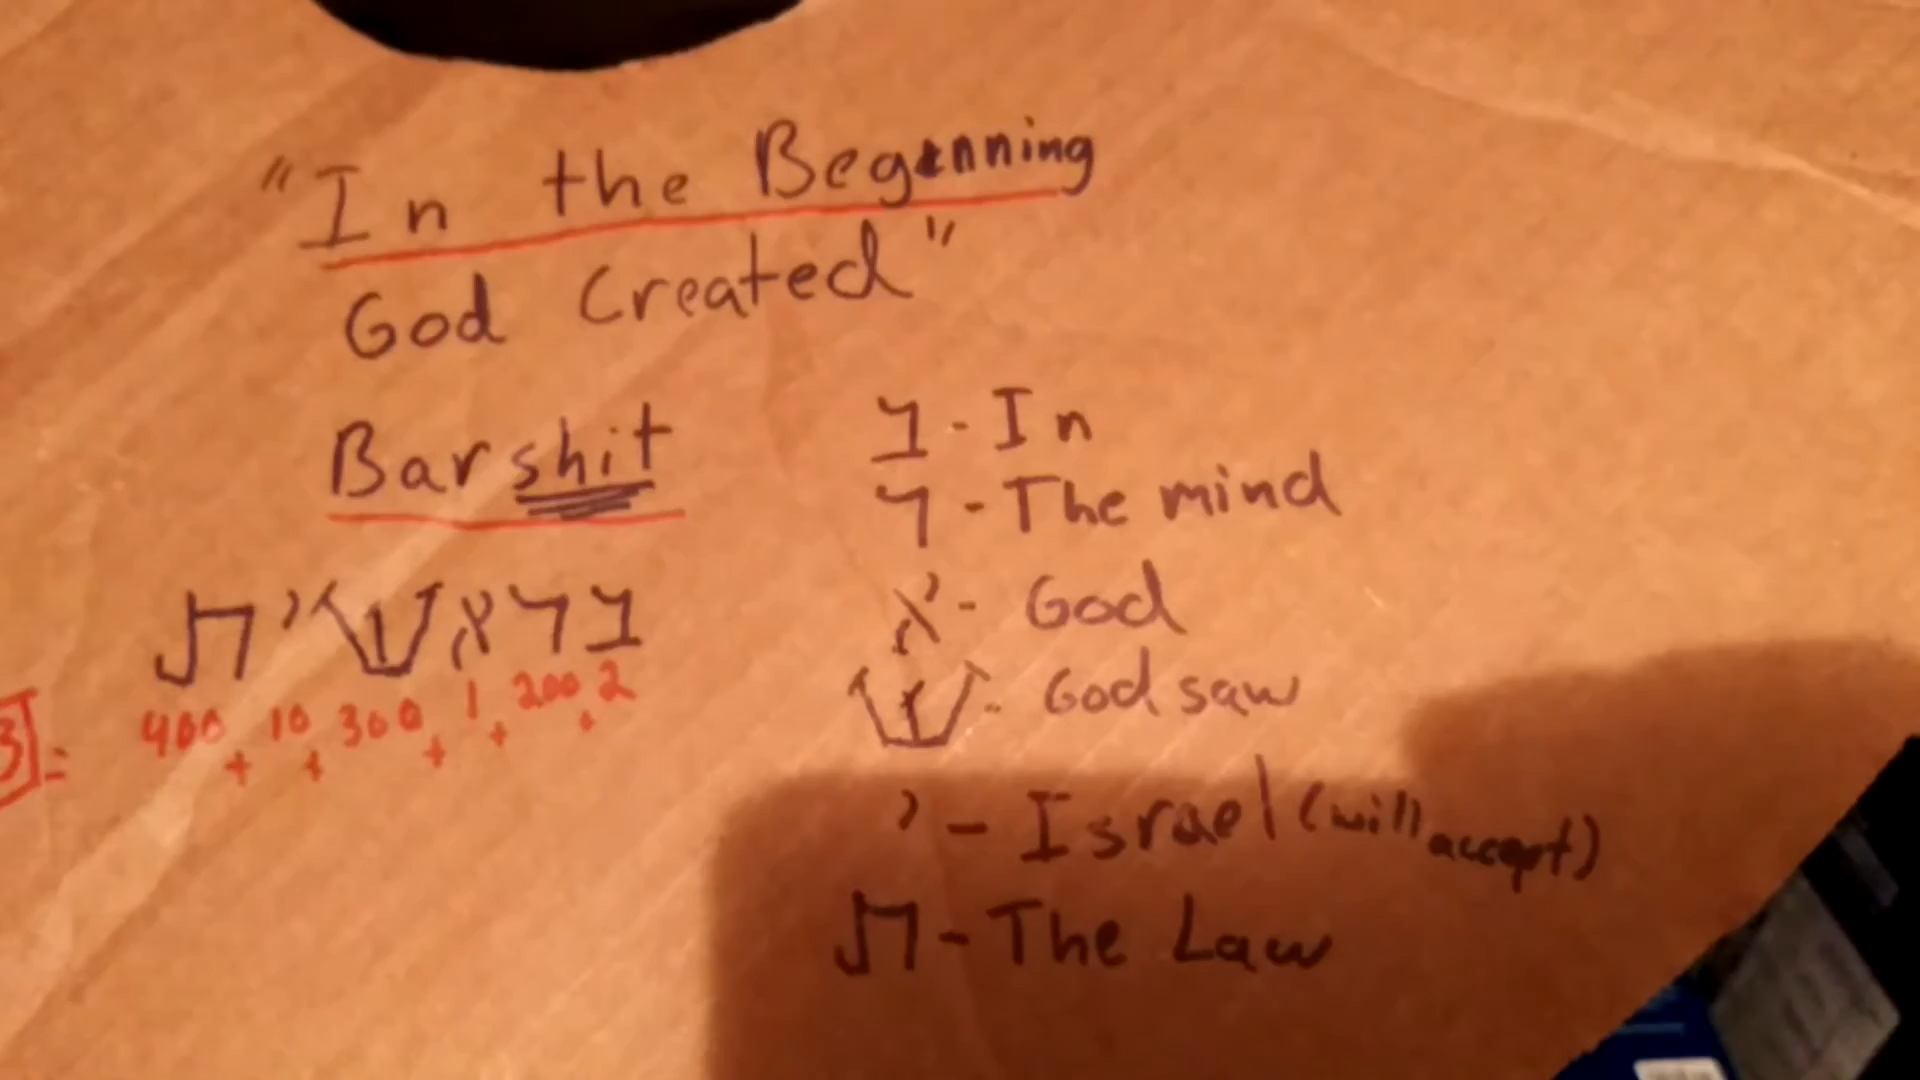 "In the Beginning
God Created"
Barshit
בראשית
3]= 400 + 10 + 300 + 1 + 200 + 2
ב - In
ר - The mind
א - God
ש - God saw
י - Israel (will accept)
ת - The Law